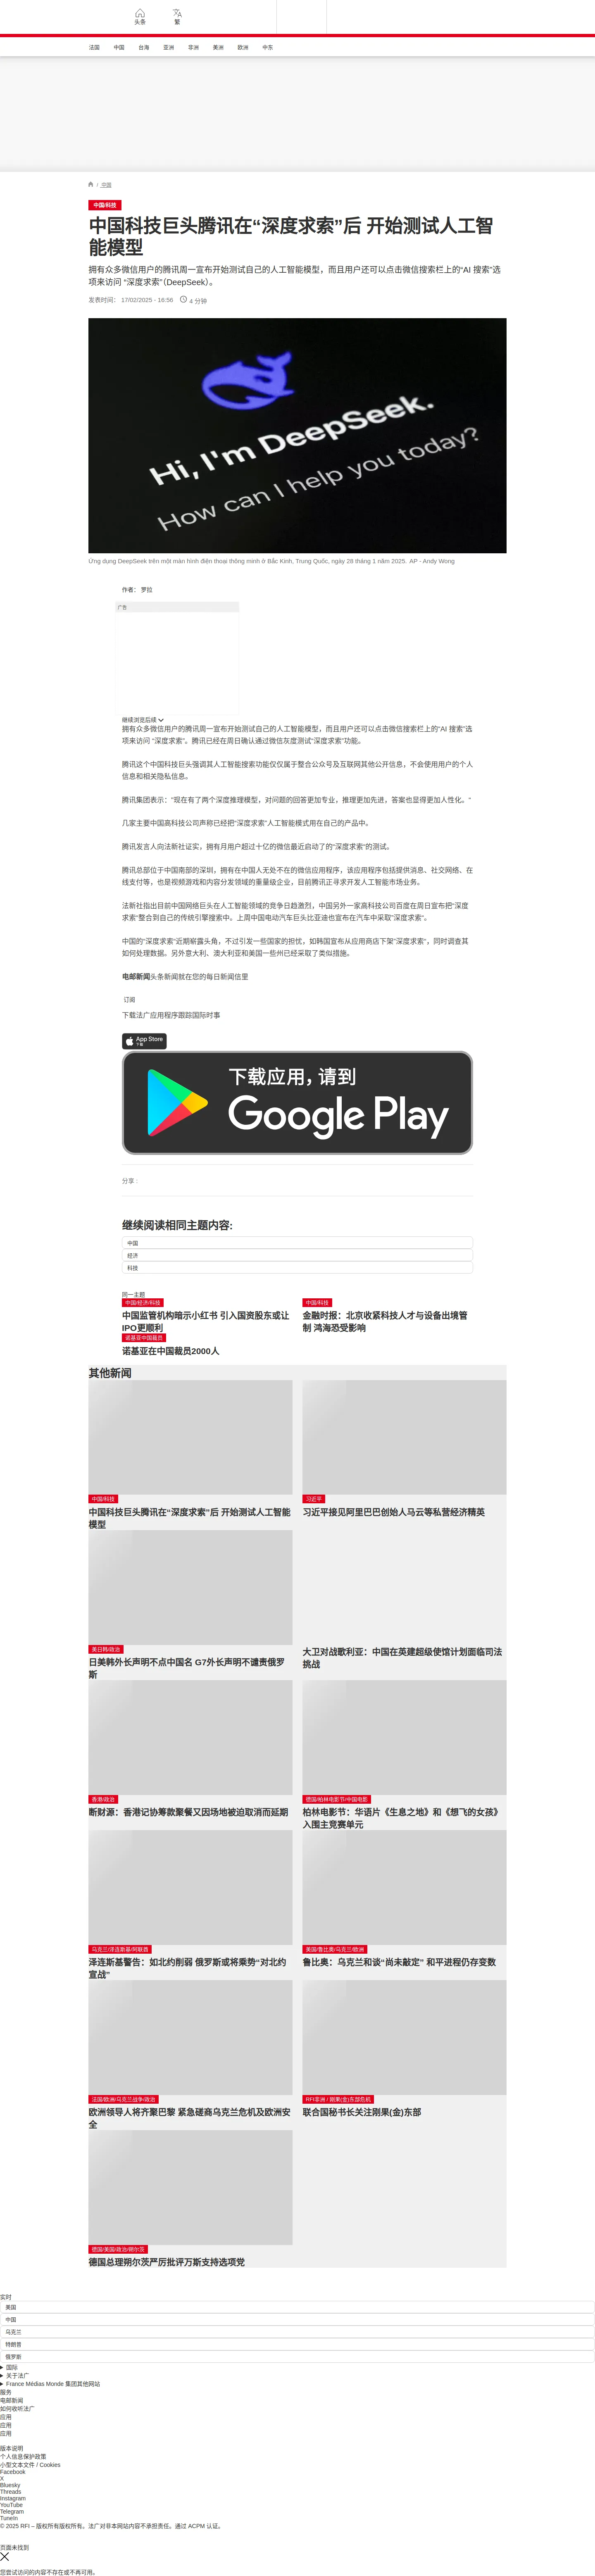 头条
繁
法国
中国
台海
亚洲
非洲
美洲
欧洲
中东
/ 中国
中国/科技
中国科技巨头腾讯在“深度求索”后 开始测试人工智
能模型
拥有众多微信用户的腾讯周一宣布开始测试自己的人工智能模型，而且用户还可以点击微信搜索栏上的“AI 搜索”选
项来访问 “深度求索”（DeepSeek）。
发表时间： 17/02/2025 - 16:56 4 分钟
Hi, I'm DeepSeek.
How can I help you today?
Ứng dụng DeepSeek trên một màn hình điện thoại thông minh ở Bắc Kinh, Trung Quốc, ngày 28 tháng 1 năm 2025. AP - Andy Wong
作者： 罗拉
广告
继续浏览后续
拥有众多微信用户的腾讯周一宣布开始测试自己的人工智能模型，而且用户还可以点击微信搜索栏上的“AI 搜索”选
项来访问 “深度求索”。腾讯已经在周日确认通过微信灰度测试“深度求索”功能。
腾讯这个中国科技巨头强调其人工智能搜索功能仅仅属于整合公众号及互联网其他公开信息，不会使用用户的个人
信息和相关隐私信息。
腾讯集团表示：“现在有了两个深度推理模型，对问题的回答更加专业，推理更加先进，答案也显得更加人性化。”
几家主要中国高科技公司声称已经把“深度求索”人工智能模式用在自己的产品中。
腾讯发言人向法新社证实，拥有月用户超过十亿的微信最近启动了的“深度求索”的测试。
腾讯总部位于中国南部的深圳，拥有在中国人无处不在的微信应用程序，该应用程序包括提供消息、社交网络、在
线支付等，也是视频游戏和内容分发领域的重量级企业，目前腾讯正寻求开发人工智能市场业务。
法新社指出目前中国网络巨头在人工智能领域的竞争日趋激烈，中国另外一家高科技公司百度在周日宣布把“深度
求索”整合到自己的传统引擎搜索中。上周中国电动汽车巨头比亚迪也宣布在汽车中采取“深度求索”。
中国的“深度求索”近期崭露头角，不过引发一些国家的担忧，如韩国宣布从应用商店下架“深度求索”，同时调查其
如何处理数据。另外意大利、澳大利亚和美国一些州已经采取了类似措施。
电邮新闻头条新闻就在您的每日新闻信里
订阅
下载法广应用程序跟踪国际时事
App Store
下载
下载应用，请到
Google Play
分享 :
继续阅读相同主题内容:
中国
经济
科技
同一主题
中国/经济/科技
中国监管机构暗示小红书 引入国资股东或让
IPO更顺利
中国/科技
金融时报：北京收紧科技人才与设备出境管
制 鸿海恐受影响
诺基亚中国裁员
诺基亚在中国裁员2000人
其他新闻
中国/科技
中国科技巨头腾讯在“深度求索”后 开始测试人工智能
模型
习近平
习近平接见阿里巴巴创始人马云等私营经济精英
美日韩/政治
日美韩外长声明不点中国名 G7外长声明不谴责俄罗
斯
大卫对战歌利亚：中国在英建超级使馆计划面临司法
挑战
香港/政治
断财源：香港记协筹款聚餐又因场地被迫取消而延期
德国/柏林电影节/中国电影
柏林电影节：华语片《生息之地》和《想飞的女孩》
入围主竞赛单元
乌克兰/泽连斯基/阿联酋
泽连斯基警告：如北约削弱 俄罗斯或将乘势“对北约
宣战”
美国/鲁比奥/乌克兰/欧洲
鲁比奥：乌克兰和谈“尚未敲定” 和平进程仍存变数
法国/欧洲/乌克兰战争/政治
欧洲领导人将齐聚巴黎 紧急磋商乌克兰危机及欧洲安
全
RFI非洲 / 刚果(金)东部危机
联合国秘书长关注刚果(金)东部
德国/美国/政治/朔尔茨
德国总理朔尔茨严厉批评万斯支持选项党
实时
美国
中国
乌克兰
特朗普
俄罗斯
国际
关于法广
France Médias Monde 集团其他网站
服务
电邮新闻
如何收听法广
应用
应用
应用
版本说明
个人信息保护政策
小型文本文件 / Cookies
Facebook
X
Bluesky
Threads
Instagram
YouTube
Telegram
TuneIn
© 2025 RFI – 版权所有版权所有。法广对非本网站内容不承担责任。通过 ACPM 认证。
页面未找到
您尝试访问的内容不存在或不再可用。